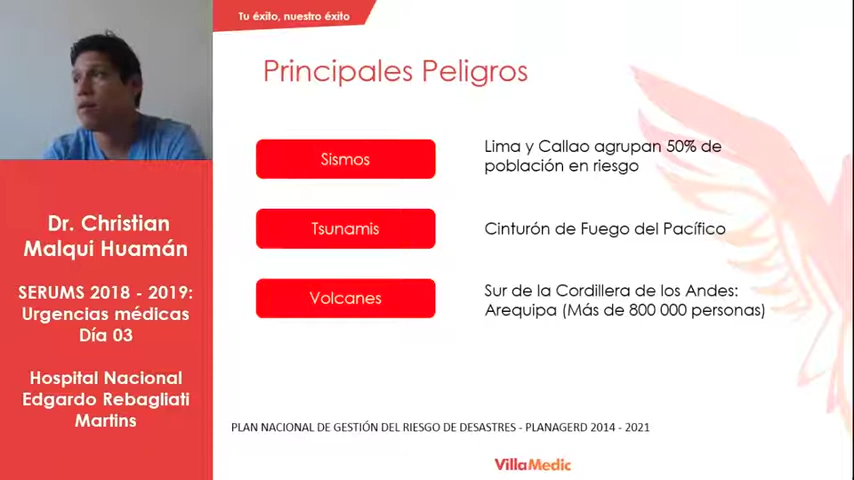 Tu éxito, nuestro éxito
Principales Peligros
Sismos
Lima y Callao agrupan 50% de
población en riesgo
Tsunamis
Cinturón de Fuego del Pacífico
Volcanes
Sur de la Cordillera de los Andes:
Arequipa (Más de 800 000 personas)
Dr. Christian
Malqui Huamán
SERUMS 2018 - 2019:
Urgencias médicas
Día 03
Hospital Nacional
Edgardo Rebagliati
Martins
PLAN NACIONAL DE GESTIÓN DEL RIESGO DE DESASTRES - PLANAGERD 2014 - 2021
VillaMedic